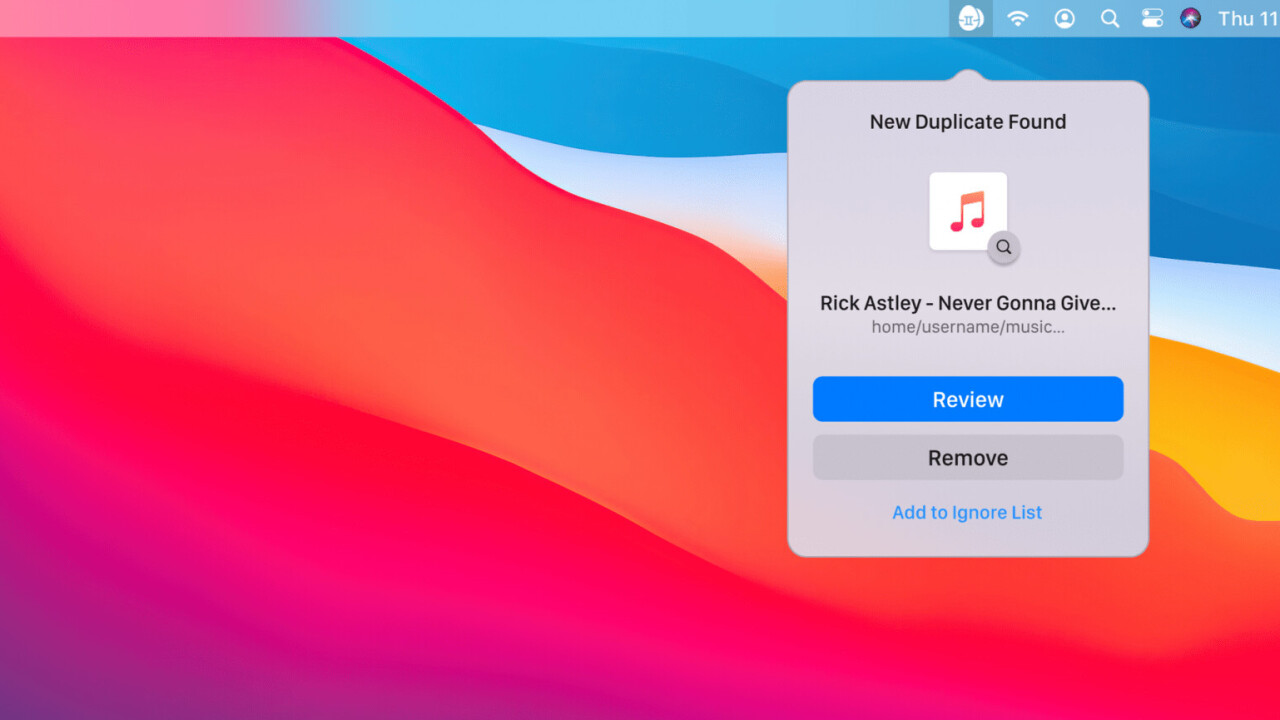 Thu 11
New Duplicate Found
Rick Astley - Never Gonna Give...
home/username/music...
Review
Remove
Add to Ignore List